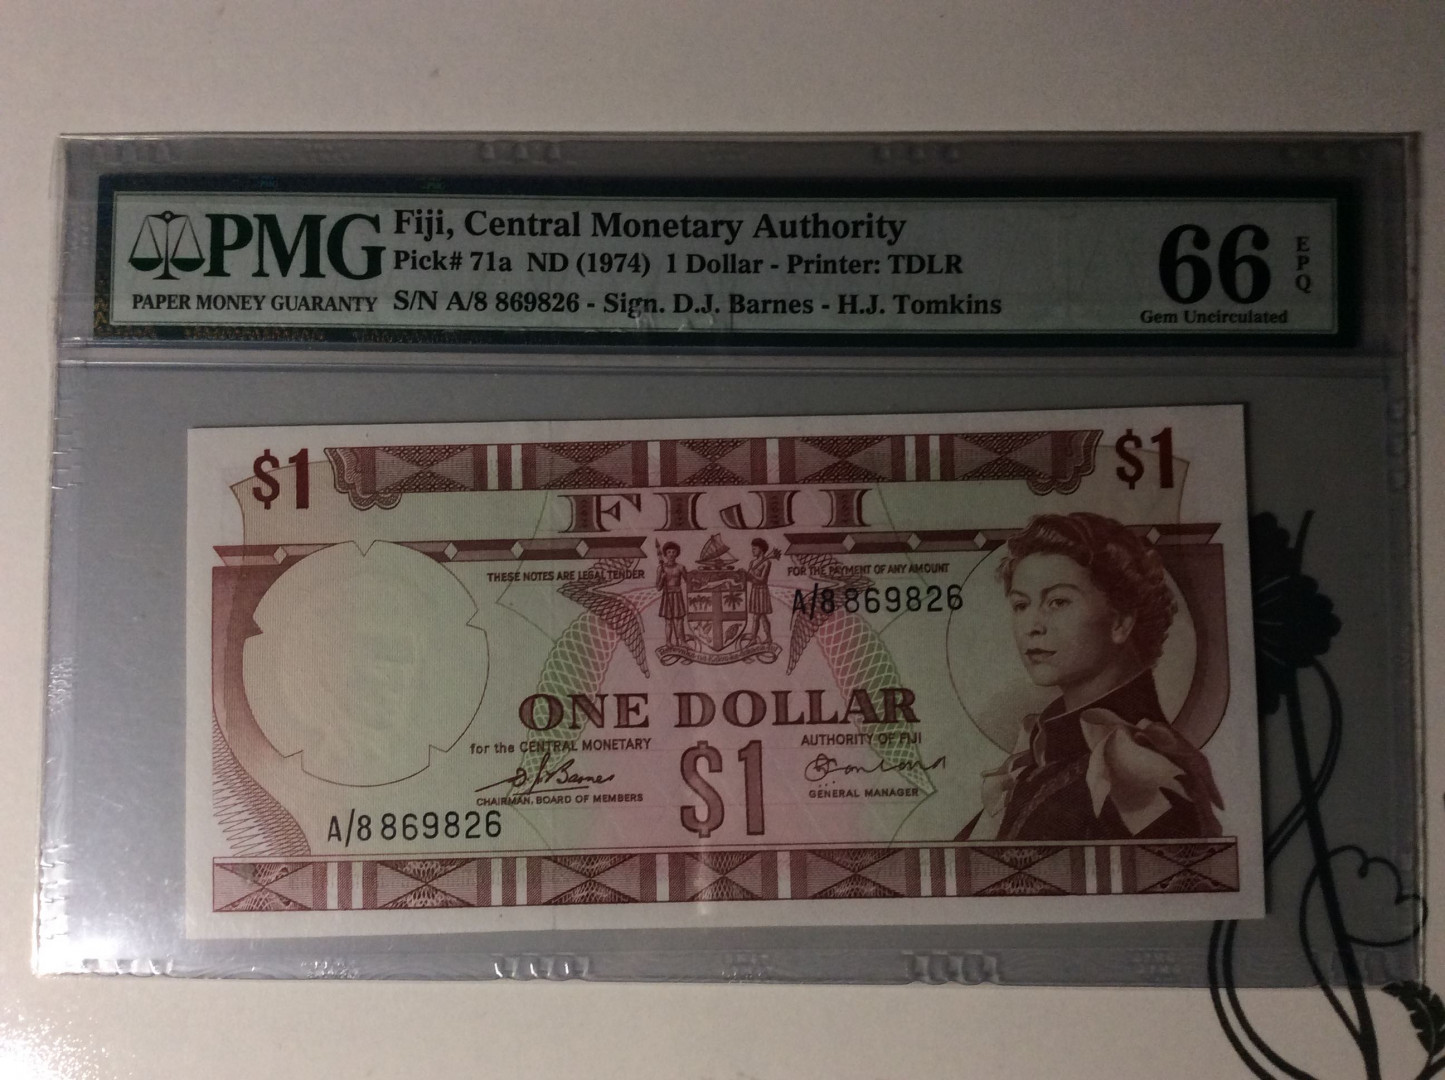 PMG
PAPER MONEY GUARANTY
Fiji, Central Monetary Authority
Pick# 71a ND (1974) 1 Dollar - Printer: TDLR
S/N A/8 869826 - Sign. D.J. Barnes - H.J. Tomkins
66
EPQ
Gem Uncirculated
$1
$1
FIJI
THESE NOTES ARE LEGAL TENDER
FOR THE PAYMENT OF ANY AMOUNT
A/8 869826
ONE DOLLAR
for the CENTRAL MONETARY
AUTHORITY OF FIJI
D.J. Barnes
CHAIRMAN, BOARD OF MEMBERS
GENERAL MANAGER
$1
A/8 869826